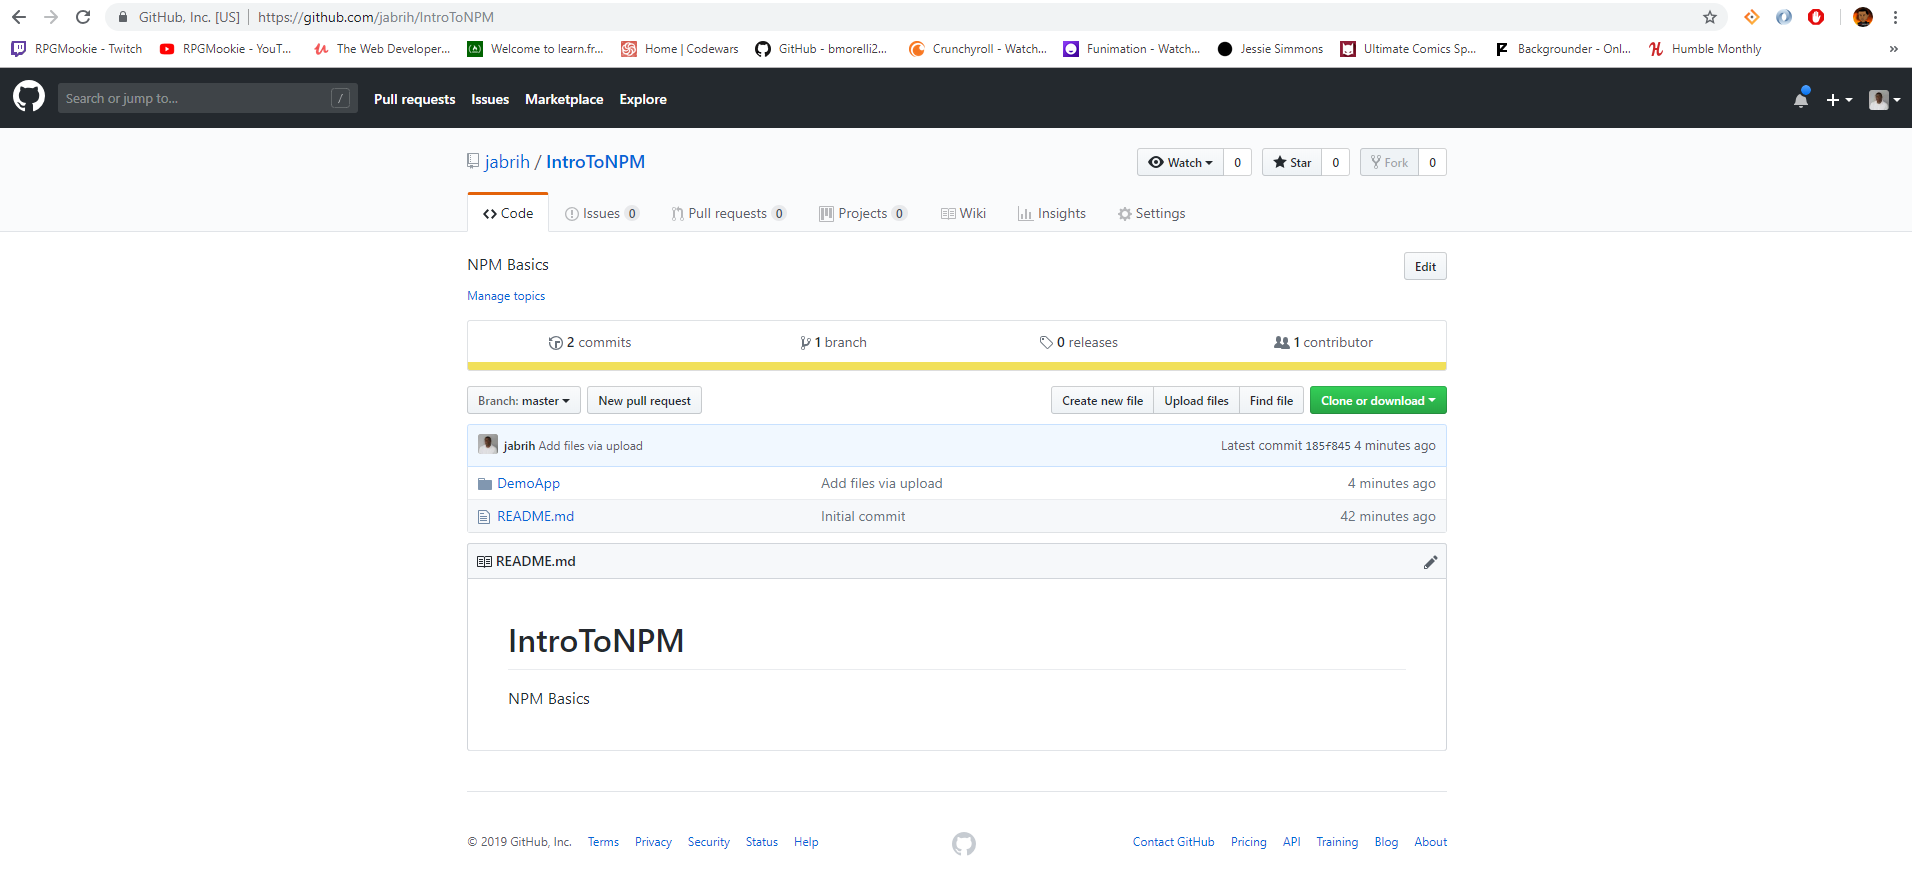 GitHub, Inc. [US] | https://github.com/jabrih/IntroToNPM
RPGMookie - Twitch RPGMookie - YouT... The Web Developer... Welcome to learn.fr... Home | Codewars GitHub - bmorelli2... Crunchyroll - Watch... Funimation - Watch... Jessie Simmons Ultimate Comics Sp... Backgrounder - Onl... Humble Monthly »
Search or jump to... / Pull requests Issues Marketplace Explore
jabrih / IntroToNPM Watch 0 Star 0 Fork 0
Code Issues 0 Pull requests 0 Projects 0 Wiki Insights Settings
NPM Basics Edit
Manage topics
2 commits 1 branch 0 releases 1 contributor
Branch: master New pull request Create new file Upload files Find file Clone or download
jabrih Add files via upload Latest commit 185f845 4 minutes ago
DemoApp Add files via upload 4 minutes ago
README.md Initial commit 42 minutes ago
README.md
IntroToNPM
NPM Basics
© 2019 GitHub, Inc. Terms Privacy Security Status Help Contact GitHub Pricing API Training Blog About